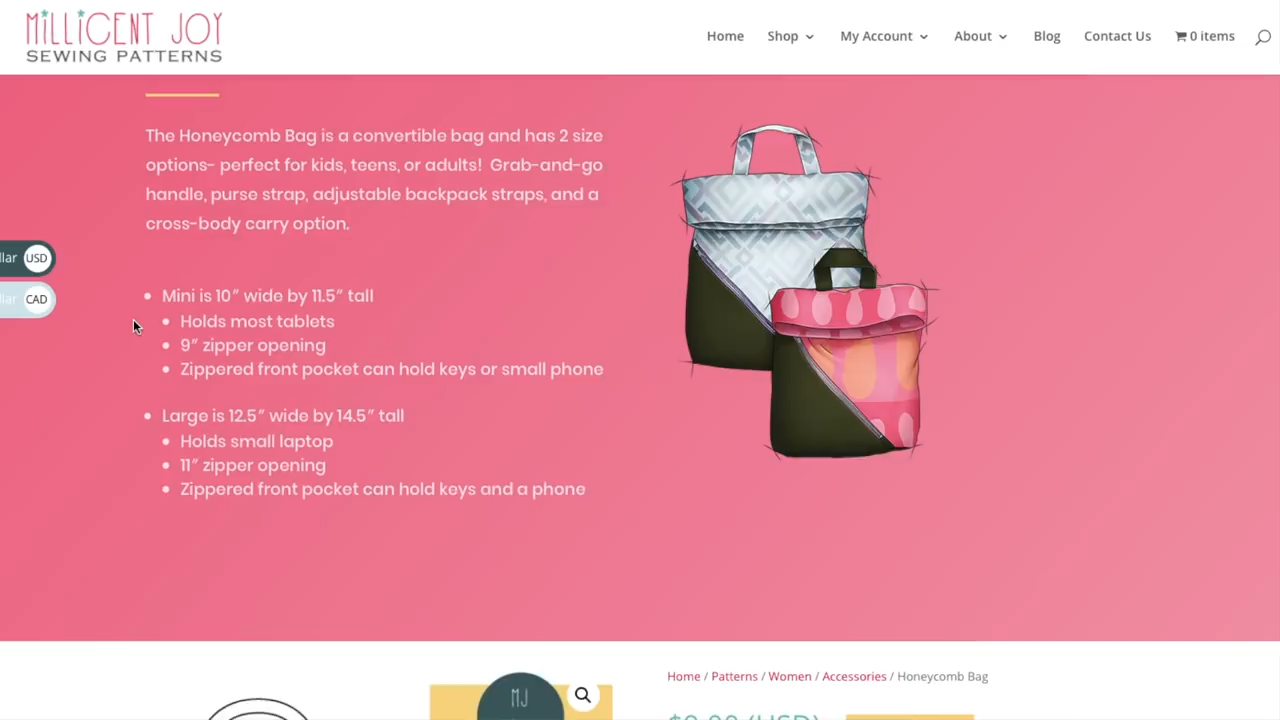 MiLLiCENT JOY
SEWING PATTERNS
Home
Shop
My Account
About
Blog
Contact Us
0 items
The Honeycomb Bag is a convertible bag and has 2 size
options- perfect for kids, teens, or adults! Grab-and-go
handle, purse strap, adjustable backpack straps, and a
cross-body carry option.
llar USD
llar CAD
Mini is 10″ wide by 11.5″ tall
Holds most tablets
9″ zipper opening
Zippered front pocket can hold keys or small phone
Large is 12.5″ wide by 14.5″ tall
Holds small laptop
11″ zipper opening
Zippered front pocket can hold keys and a phone
MJ
Home / Patterns / Women / Accessories / Honeycomb Bag
(USD)